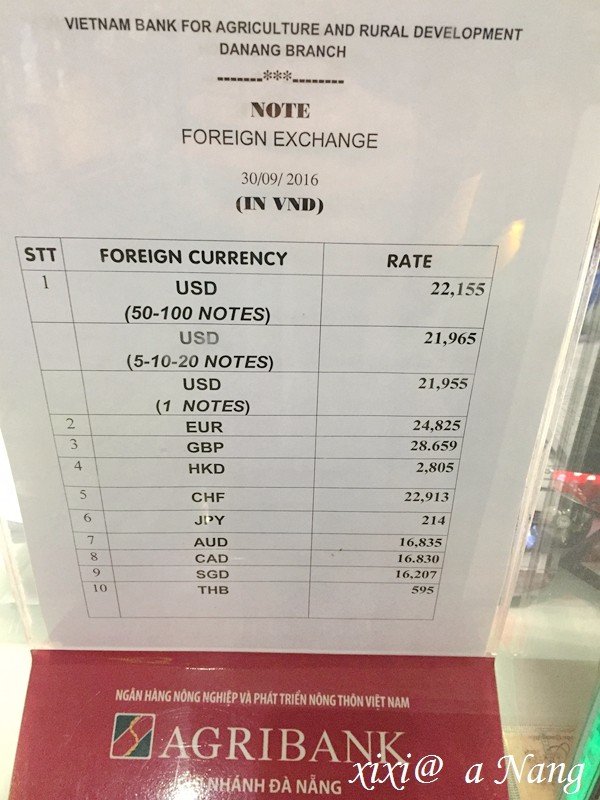 VIETNAM BANK FOR AGRICULTURE AND RURAL DEVELOPMENT
DANANG BRANCH
-------***--------
NOTE
FOREIGN EXCHANGE
30/09/ 2016
(IN VND)
STT FOREIGN CURRENCY RATE
1 USD 22,155
(50-100 NOTES)
USD 21,965
(5-10-20 NOTES)
USD 21,955
(1 NOTES)
2 EUR 24,825
3 GBP 28.659
4 HKD 2,805
5 CHF 22,913
6 JPY 214
7 AUD 16,835
8 CAD 16.830
9 SGD 16,207
10 THB 595
NGÂN HÀNG NÔNG NGHIỆP VÀ PHÁT TRIỂN NÔNG THÔN VIỆT NAM
AGRIBANK
NHÁNH ĐÀ NẴNG
xixi@ a Nang